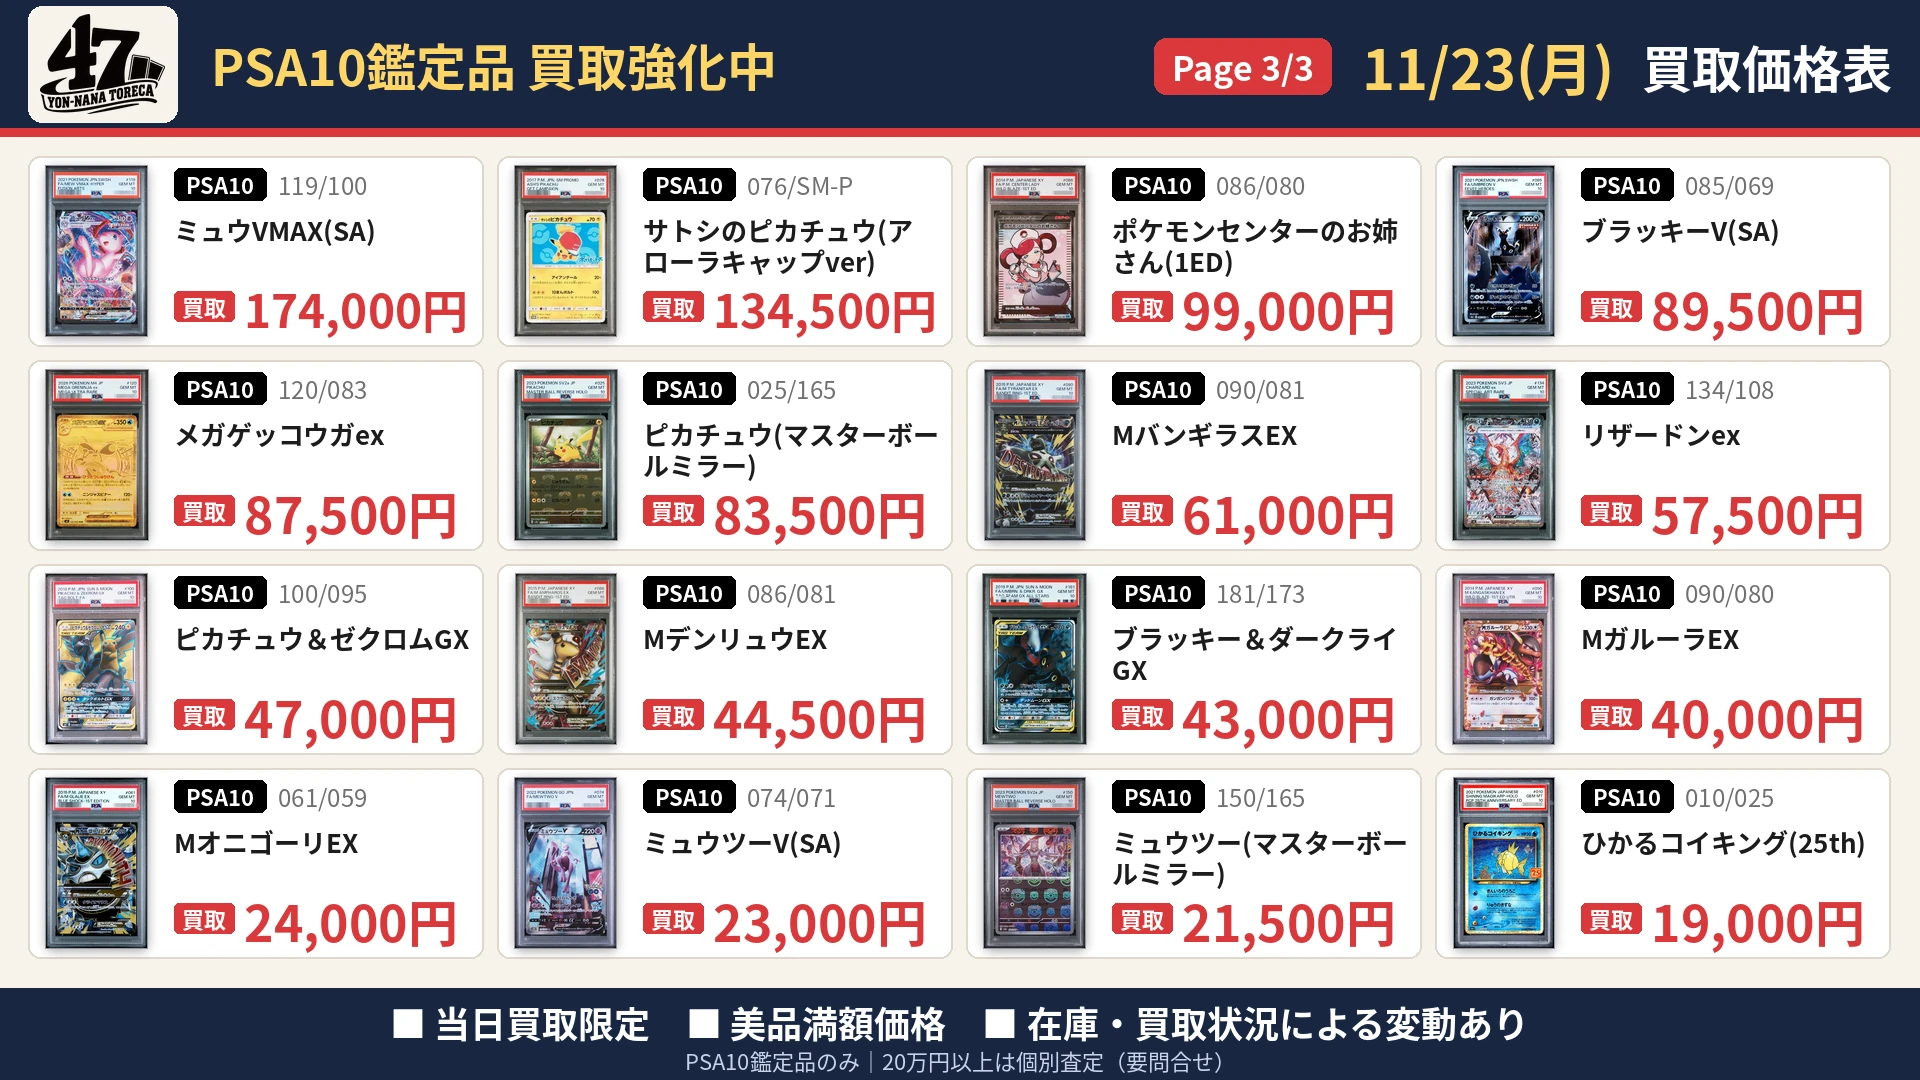 47
YON-NANA TORECA
PSA10鑑定品 買取強化中
Page 3/3
11/23(月) 買取価格表
PSA10 119/100
ミュウVMAX(SA)
買取 174,000円
PSA10 076/SM-P
サトシのピカチュウ(ア
ローラキャップver)
買取 134,500円
PSA10 086/080
ポケモンセンターのお姉
さん(1ED)
買取 99,000円
PSA10 085/069
ブラッキーV(SA)
買取 89,500円
PSA10 120/083
メガゲッコウガex
買取 87,500円
PSA10 025/165
ピカチュウ(マスターボー
ルミラー)
買取 83,500円
PSA10 090/081
MバンギラスEX
買取 61,000円
PSA10 134/108
リザードンex
買取 57,500円
PSA10 100/095
ピカチュウ＆ゼクロムGX
買取 47,000円
PSA10 086/081
MデンリュウEX
買取 44,500円
PSA10 181/173
ブラッキー＆ダークライ
GX
買取 43,000円
PSA10 090/080
MガルーラEX
買取 40,000円
PSA10 061/059
MオニゴーリEX
買取 24,000円
PSA10 074/071
ミュウツーV(SA)
買取 23,000円
PSA10 150/165
ミュウツー(マスターボー
ルミラー)
買取 21,500円
PSA10 010/025
ひかるコイキング(25th)
買取 19,000円
■ 当日買取限定 ■ 美品満額価格 ■ 在庫・買取状況による変動あり
PSA10鑑定品のみ｜20万円以上は個別査定（要問合せ）